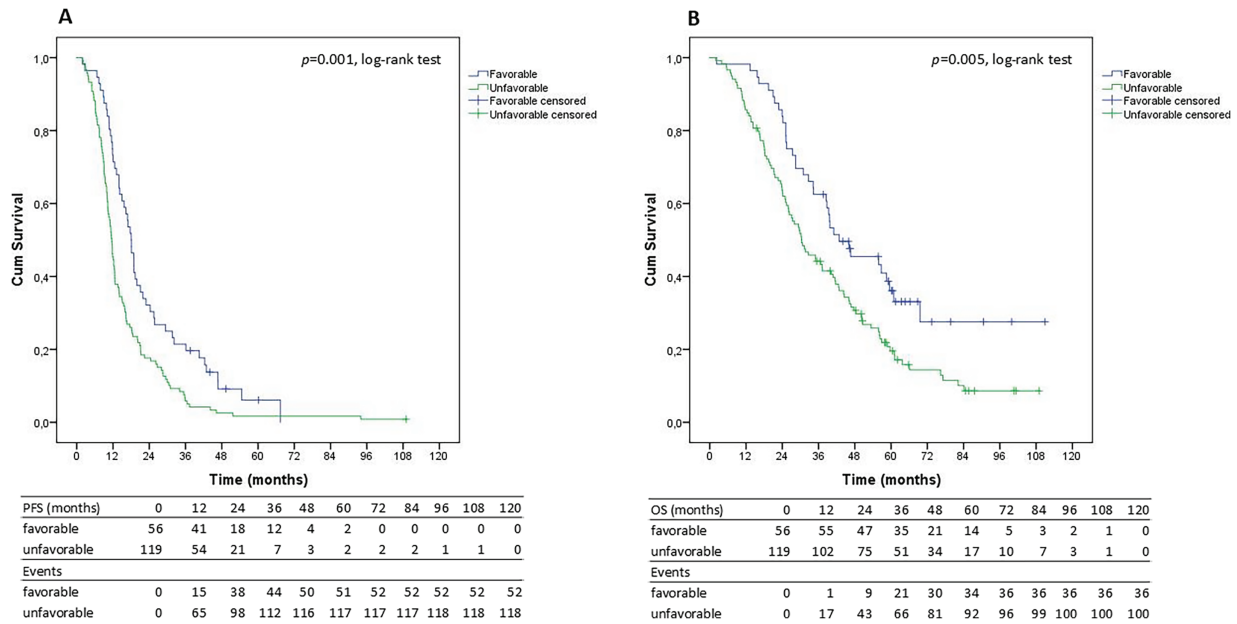 A
p=0.001, log-rank test
Favorable
Unfavorable
Favorable censored
Unfavorable censored
Cum Survival
1,0
0,8
0,6
0,4
0,2
0,0
0 12 24 36 48 60 72 84 96 108 120
Time (months)
PFS (months) 0 12 24 36 48 60 72 84 96 108 120
favorable 56 41 18 12 4 2 0 0 0 0 0
unfavorable 119 54 21 7 3 2 2 2 1 1 0
Events
favorable 0 15 38 44 50 51 52 52 52 52 52
unfavorable 0 65 98 112 116 117 117 118 118 118
B
p=0.005, log-rank test
Favorable
Unfavorable
Favorable censored
Unfavorable censored
Cum Survival
1,0
0,8
0,6
0,4
0,2
0,0
0 12 24 36 48 60 72 84 96 108 120
Time (months)
OS (months) 0 12 24 36 48 60 72 84 96 108 120
favorable 56 55 47 35 21 14 5 3 2 1 0
unfavorable 119 102 75 51 34 17 10 7 3 1 0
Events
favorable 0 1 9 21 30 34 36 36 36 36 36
unfavorable 0 17 43 66 81 92 96 99 100 100 100